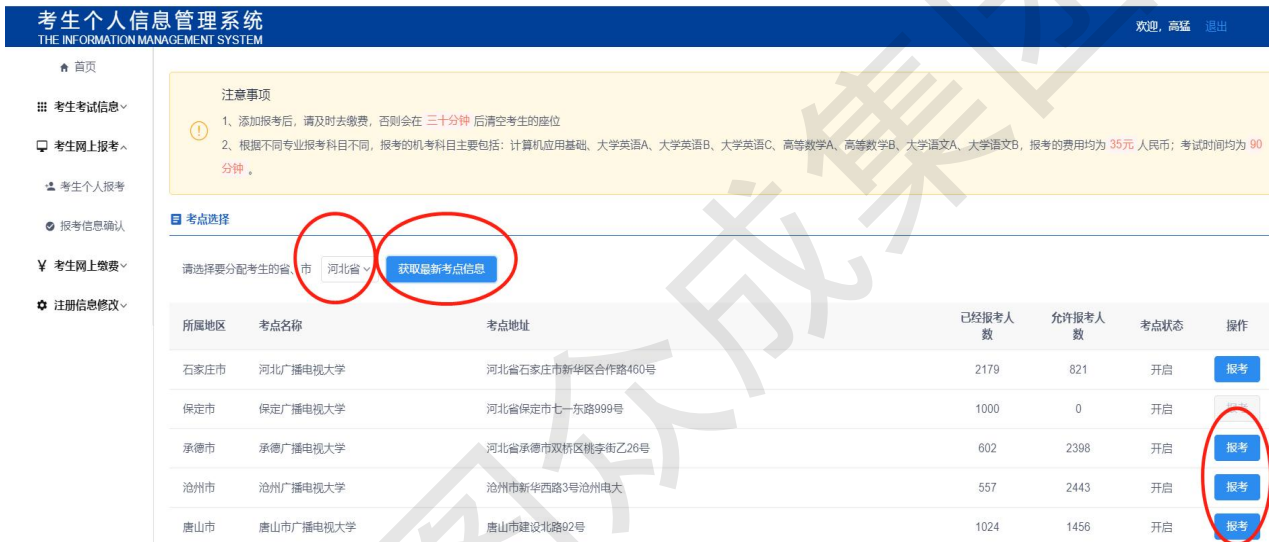 考生个人信息管理系统
THE INFORMATION MANAGEMENT SYSTEM
欢迎，高猛 退出
首页
考生考试信息
考生网上报考
考生个人报考
报考信息确认
¥ 考生网上缴费
注册信息修改
注意事项
1、添加报考后，请及时去缴费，否则会在 三十分钟 后清空考生的座位
2、根据不同专业报考科目不同，报考的机考科目主要包括：计算机应用基础、大学英语A、大学英语B、大学英语C、高等数学A、高等数学B、大学语文A、大学语文B，报考的费用均为 35元 人民币；考试时间均为 90
分钟 。
考点选择
请选择要分配考生的省、市 河北省 获取最新考点信息
所属地区 考点名称 考点地址 已经报考人数 允许报考人数 考点状态 操作
石家庄市 河北广播电视大学 河北省石家庄市新华区合作路460号 2179 821 开启 报考
保定市 保定广播电视大学 河北省保定市七一东路999号 1000 0 开启 报考
承德市 承德广播电视大学 河北省承德市双桥区桃李街乙26号 602 2398 开启 报考
沧州市 沧州广播电视大学 沧州市新华西路3号沧州电大 557 2443 开启 报考
唐山市 唐山市广播电视大学 唐山市建设北路92号 1024 1456 开启 报考